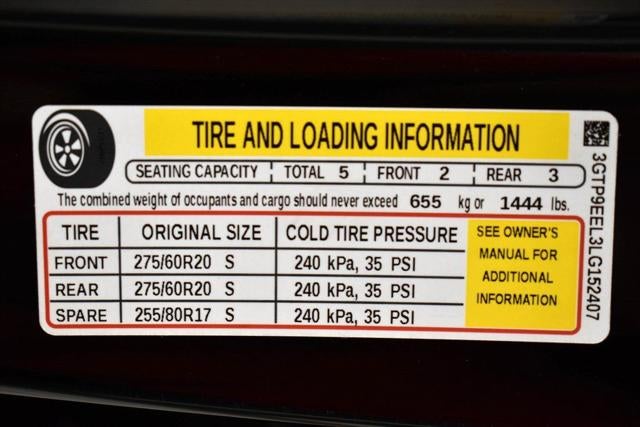 TIRE AND LOADING INFORMATION
SEATING CAPACITY TOTAL 5 FRONT 2 REAR 3
The combined weight of occupants and cargo should never exceed 655 kg or 1444 lbs.
TIRE ORIGINAL SIZE COLD TIRE PRESSURE
FRONT 275/60R20 S 240 kPa, 35 PSI
REAR 275/60R20 S 240 kPa, 35 PSI
SPARE 255/80R17 S 240 kPa, 35 PSI
SEE OWNER'S
MANUAL FOR
ADDITIONAL
INFORMATION
3GTP9EEL3LG152407